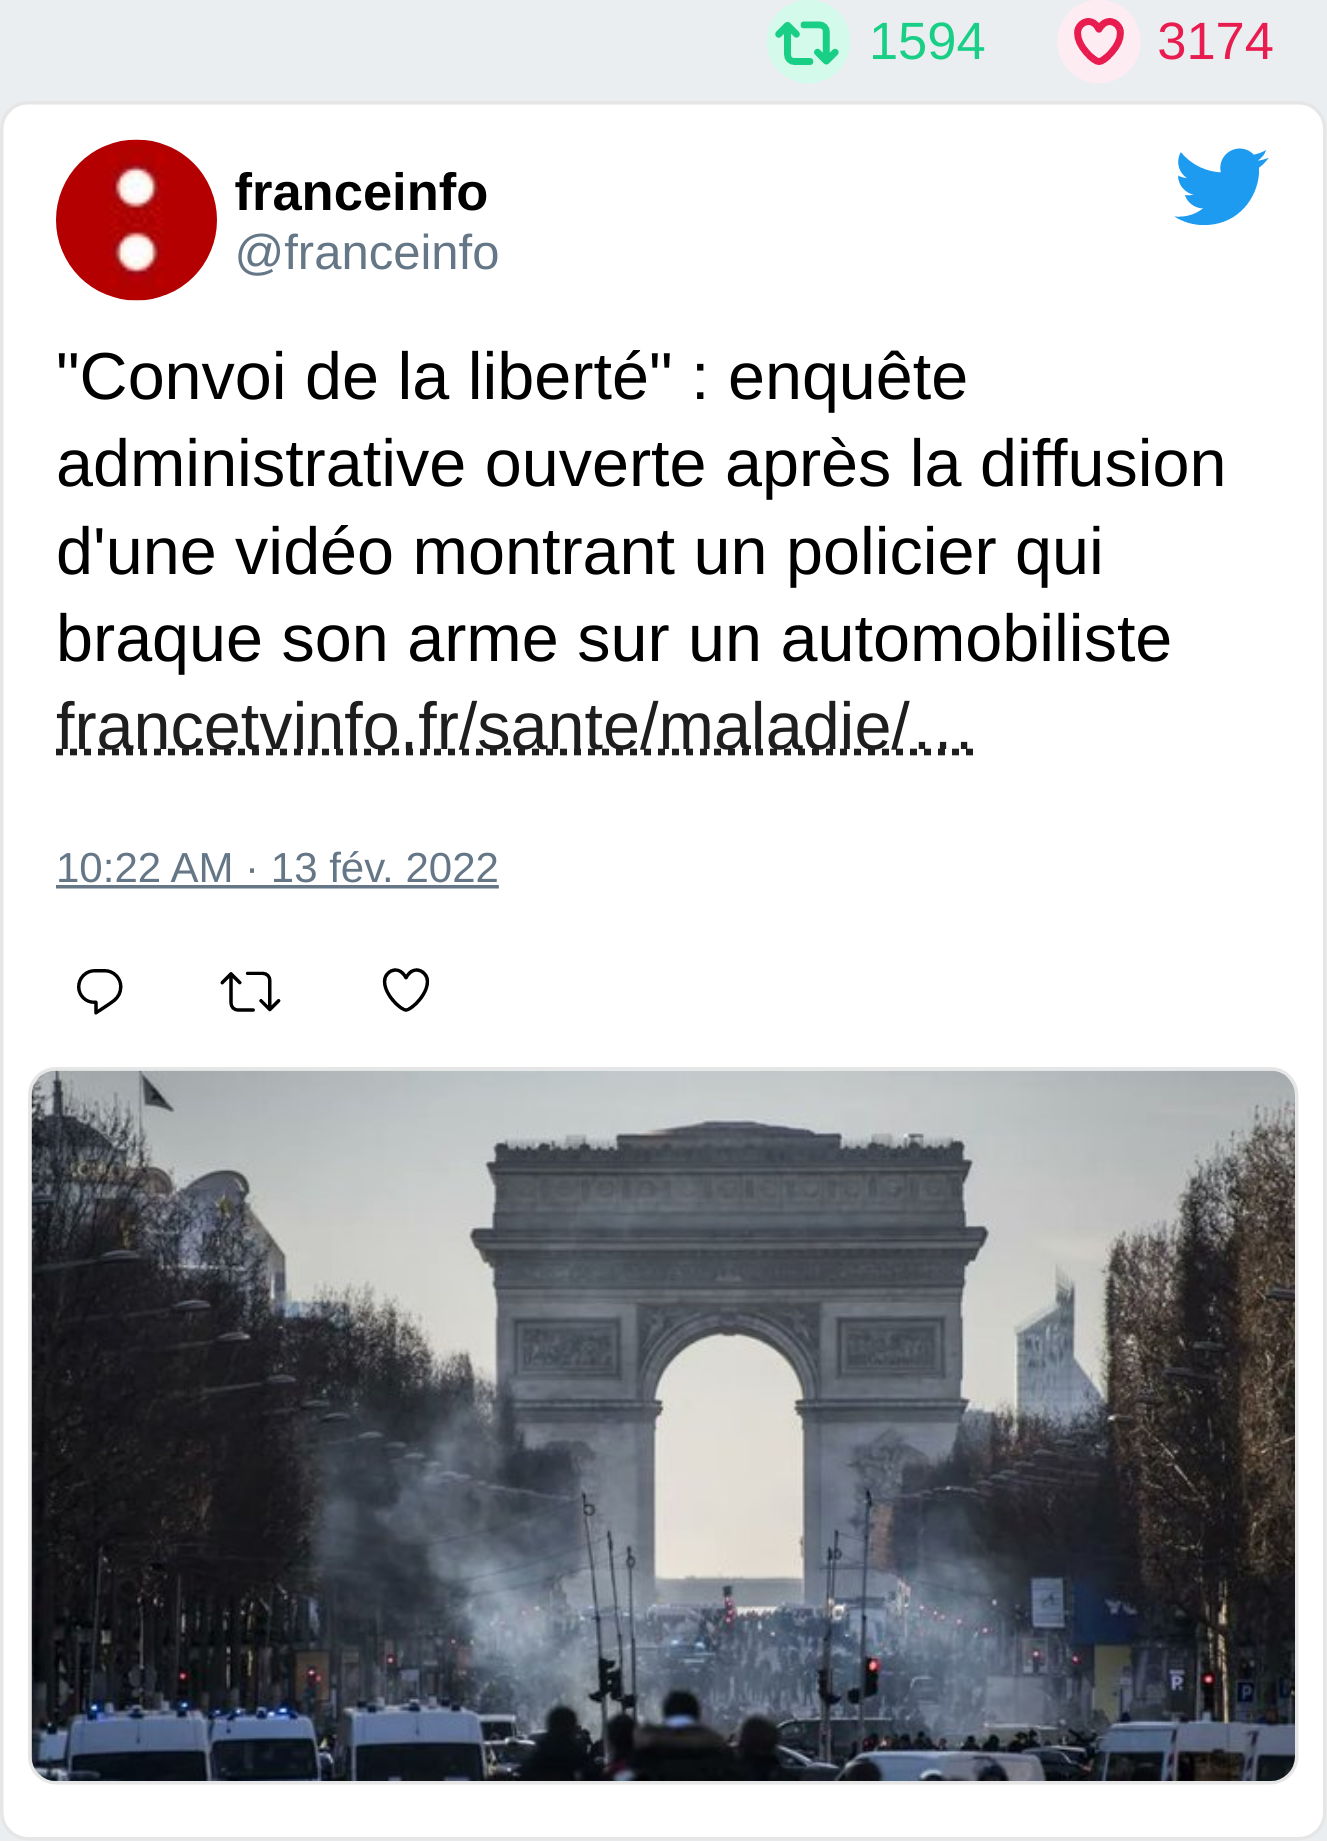 1594 3174
franceinfo
@franceinfo
"Convoi de la liberté" : enquête
administrative ouverte après la diffusion
d'une vidéo montrant un policier qui
braque son arme sur un automobiliste
francetvinfo.fr/sante/maladie/...
10:22 AM · 13 fév. 2022
P
P